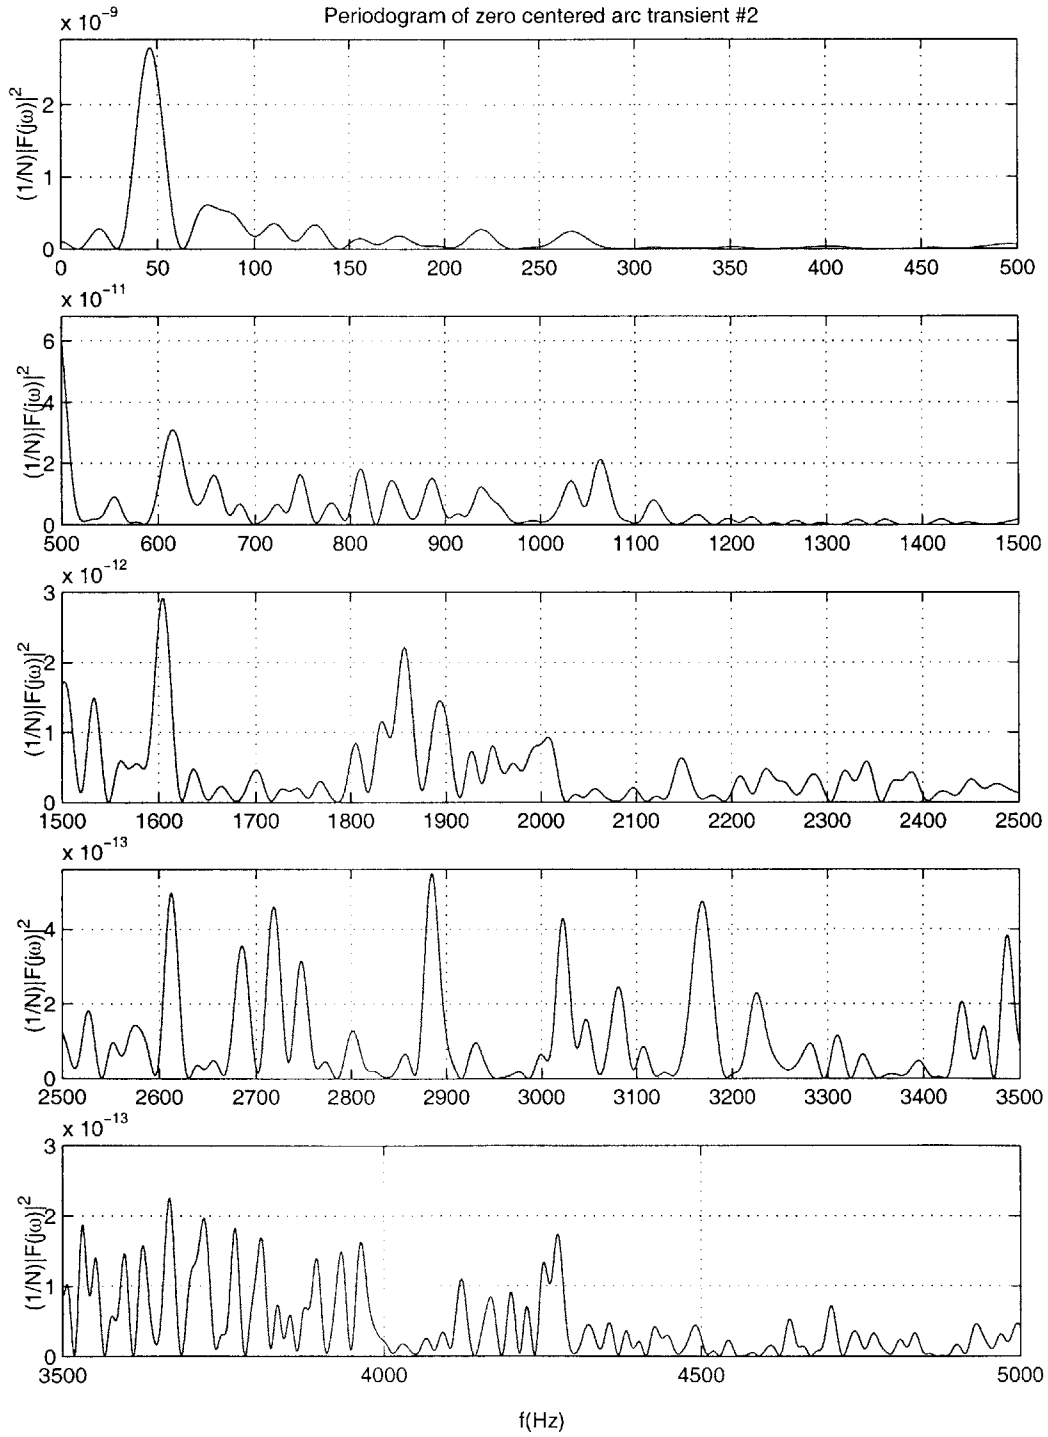 Periodogram of zero centered arc transient #2
x 10⁻⁹
(1/N)|F(jω)|²
2
1
0
0 50 100 150 200 250 300 350 400 450 500
x 10⁻¹¹
(1/N)|F(jω)|²
6
4
2
0
500 600 700 800 900 1000 1100 1200 1300 1400 1500
x 10⁻¹²
(1/N)|F(jω)|²
3
2
1
0
1500 1600 1700 1800 1900 2000 2100 2200 2300 2400 2500
x 10⁻¹³
(1/N)|F(jω)|²
4
2
0
2500 2600 2700 2800 2900 3000 3100 3200 3300 3400 3500
x 10⁻¹³
(1/N)|F(jω)|²
3
2
1
0
3500 4000 4500 5000
f(Hz)